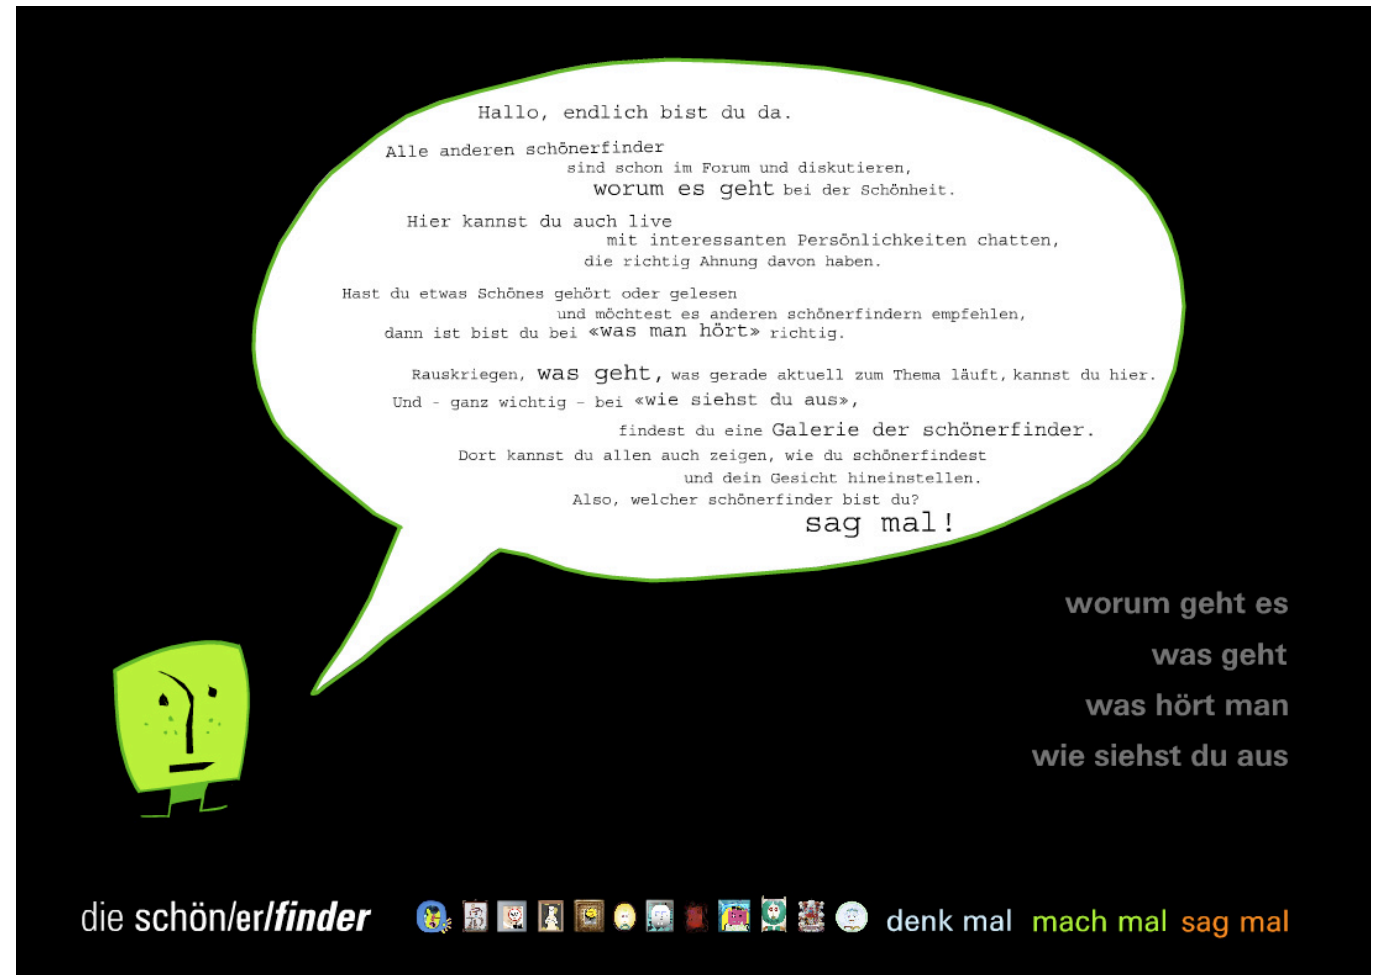 Hallo, endlich bist du da.
Alle anderen schönerfinder
sind schon im Forum und diskutieren,
worum es geht bei der Schönheit.
Hier kannst du auch live
mit interessanten Persönlichkeiten chatten,
die richtig Ahnung davon haben.
Hast du etwas Schönes gehört oder gelesen
und möchtest es anderen schönerfindern empfehlen,
dann ist bist du bei «was man hört» richtig.
Rauskriegen, was geht, was gerade aktuell zum Thema läuft, kannst du hier.
Und - ganz wichtig – bei «wie siehst du aus»,
findest du eine Galerie der schönerfinder.
Dort kannst du allen auch zeigen, wie du schönerfindest
und dein Gesicht hineinstellen.
Also, welcher schönerfinder bist du?
sag mal!
worum geht es
was geht
was hört man
wie siehst du aus
die schön/er/finder denk mal mach mal sag mal